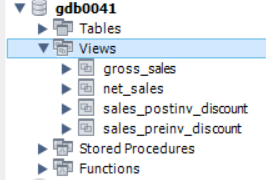 gdb0041
Tables
Views
gross_sales
net_sales
sales_postinv_discount
sales_preinv_discount
Stored Procedures
Functions